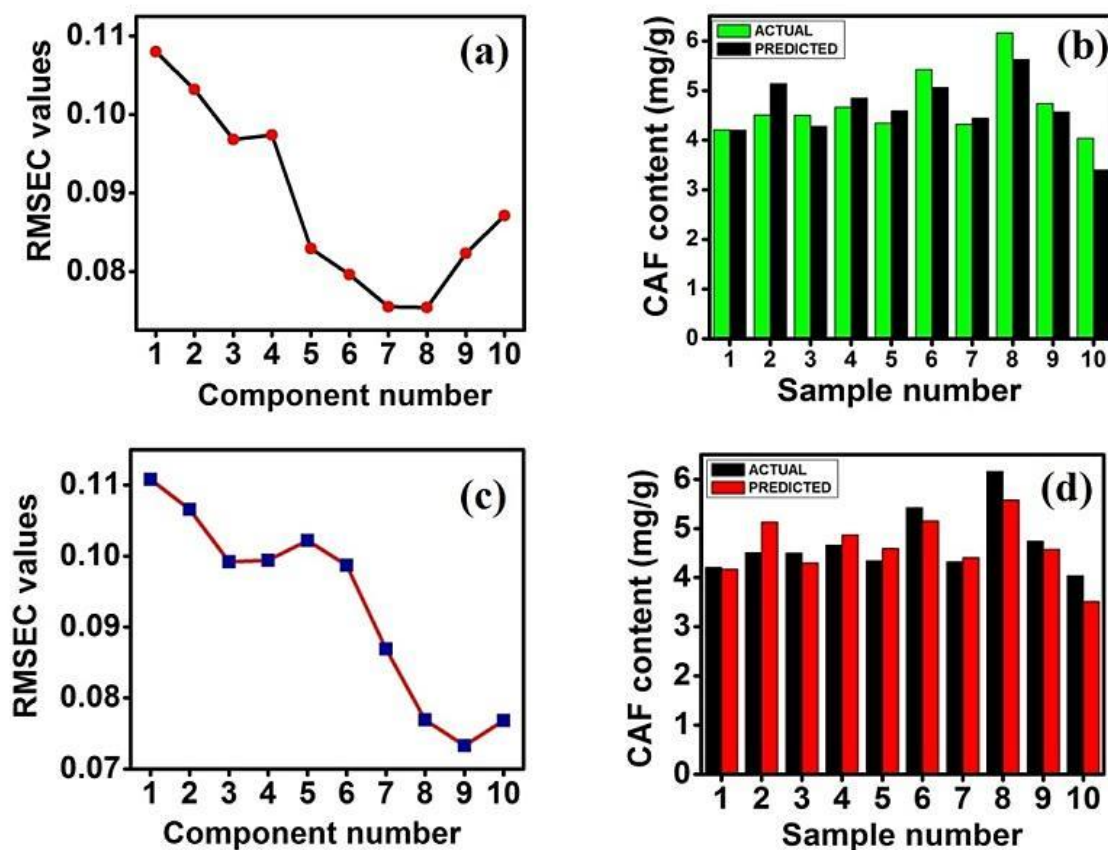 (a)
RMSEC values
0.11
0.10
0.09
0.08
1 2 3 4 5 6 7 8 9 10
Component number
(b)
ACTUAL
PREDICTED
CAF content (mg/g)
6
5
4
3
2
1
0
1 2 3 4 5 6 7 8 9 10
Sample number
(c)
RMSEC values
0.11
0.10
0.09
0.08
0.07
1 2 3 4 5 6 7 8 9 10
Component number
(d)
ACTUAL
PREDICTED
CAF content (mg/g)
6
5
4
3
2
1
0
1 2 3 4 5 6 7 8 9 10
Sample number